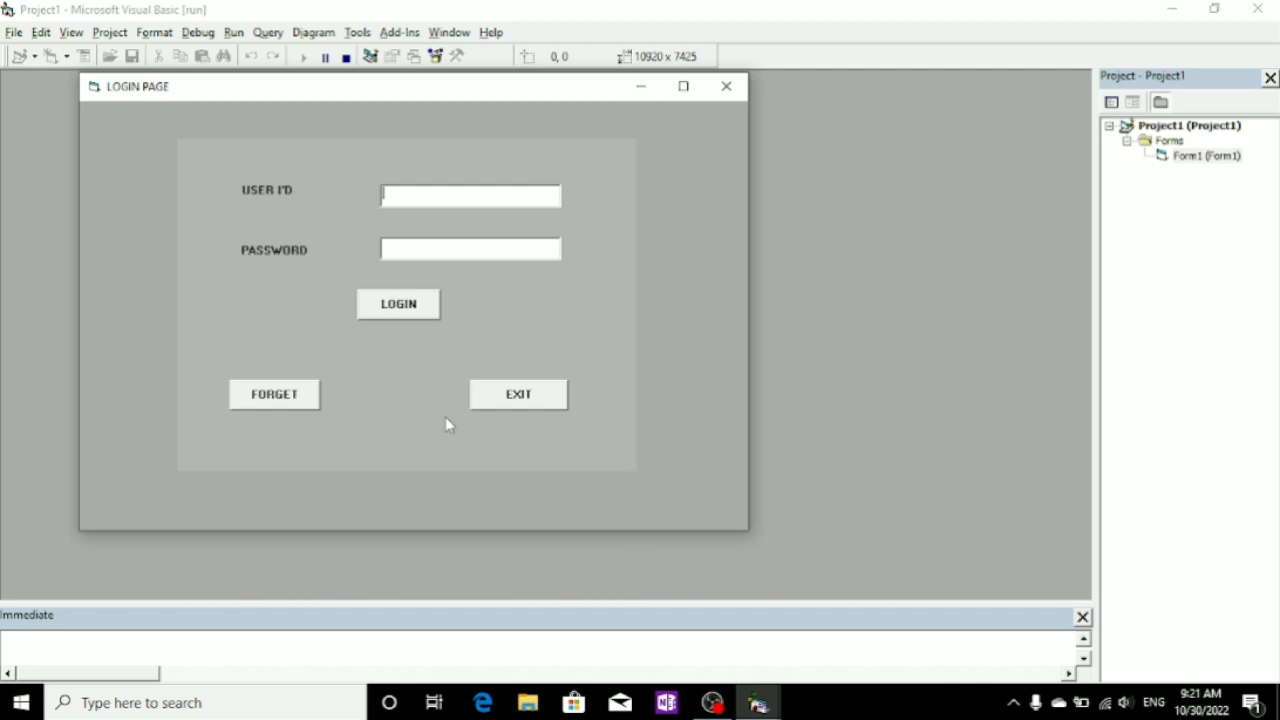 Project1 - Microsoft Visual Basic [run]
File Edit View Project Format Debug Run Query Diagram Tools Add-Ins Window Help
0, 0 10920 x 7425
Project - Project1
LOGIN PAGE
Project1 (Project1)
Forms
Form1 (Form1)
USER I'D
PASSWORD
LOGIN
FORGET EXIT
Immediate
Type here to search
ENG
9:21 AM
10/30/2022
1